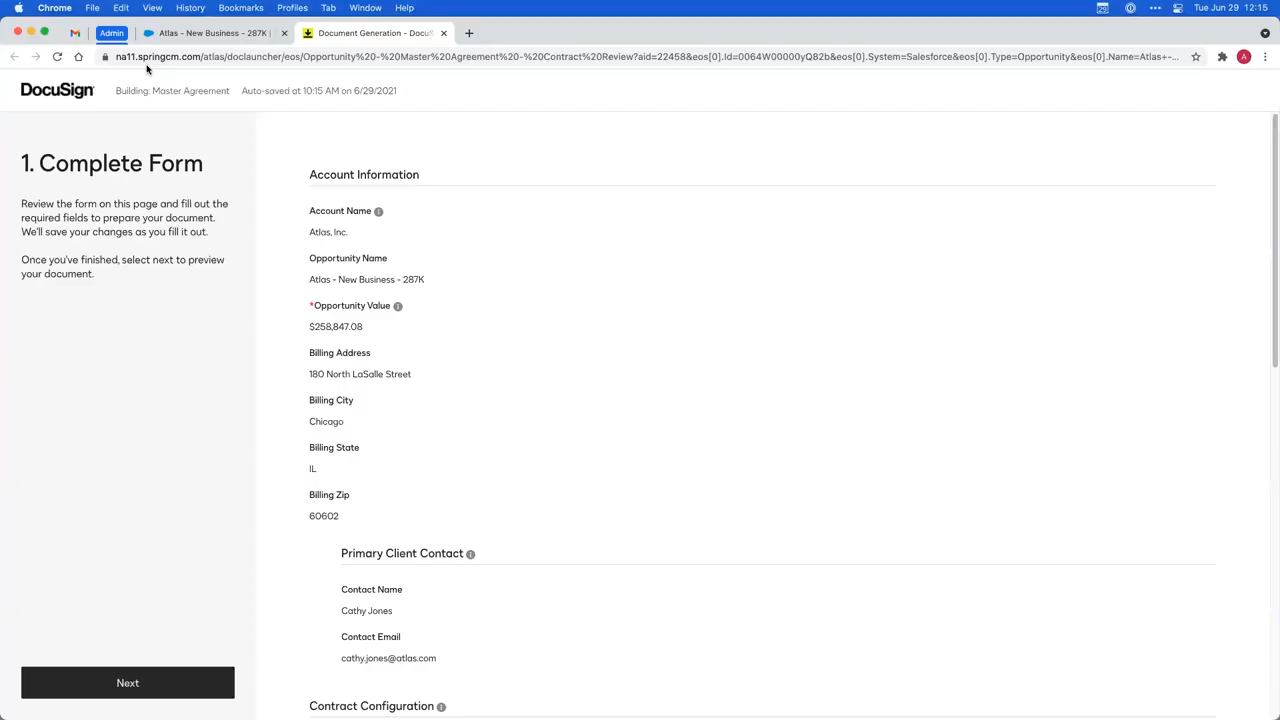 Chrome File Edit View History Bookmarks Profiles Tab Window Help Tue Jun 29 12:15
Admin Atlas - New Business - 287K | Document Generation - DocuS
na11.springcm.com/atlas/doclauncher/eos/Opportunity%20-%20Master%20Agreement%20-%20Contract%20Review?aid=22458&eos[0].Id=0064W00000yQ82b&eos[0].System=Salesforce&eos[0].Type=Opportunity&eos[0].Name=Atlas+-... A
DocuSign Building: Master Agreement Auto-saved at 10:15 AM on 6/29/2021
1. Complete Form
Review the form on this page and fill out the
required fields to prepare your document.
We'll save your changes as you fill it out.
Once you've finished, select next to preview
your document.
Next
Account Information
Account Name
Atlas, Inc.
Opportunity Name
Atlas - New Business - 287K
*Opportunity Value
$258,847.08
Billing Address
180 North LaSalle Street
Billing City
Chicago
Billing State
IL
Billing Zip
60602
Primary Client Contact
Contact Name
Cathy Jones
Contact Email
cathy.jones@atlas.com
Contract Configuration